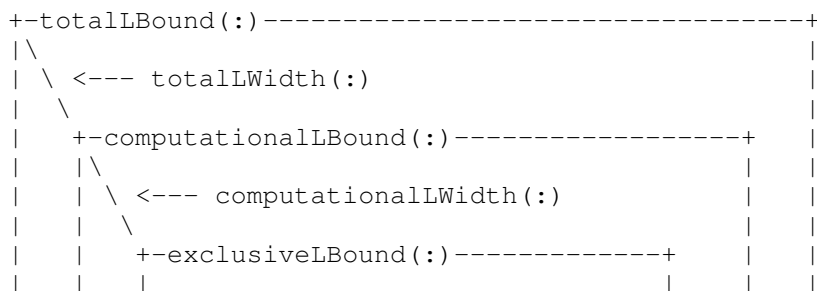 +-totalLBound(:)----------------------------------+
|\                                                |
| \ <--- totalLWidth(:)                           |
|  \                                              |
|   +-computationalLBound(:)------------------+   |
|   |\                                        |   |
|   | \ <--- computationalLWidth(:)           |   |
|   |  \                                      |   |
|   |   +-exclusiveLBound(:)-------------+    |   |
|   |   |                                |    |   |